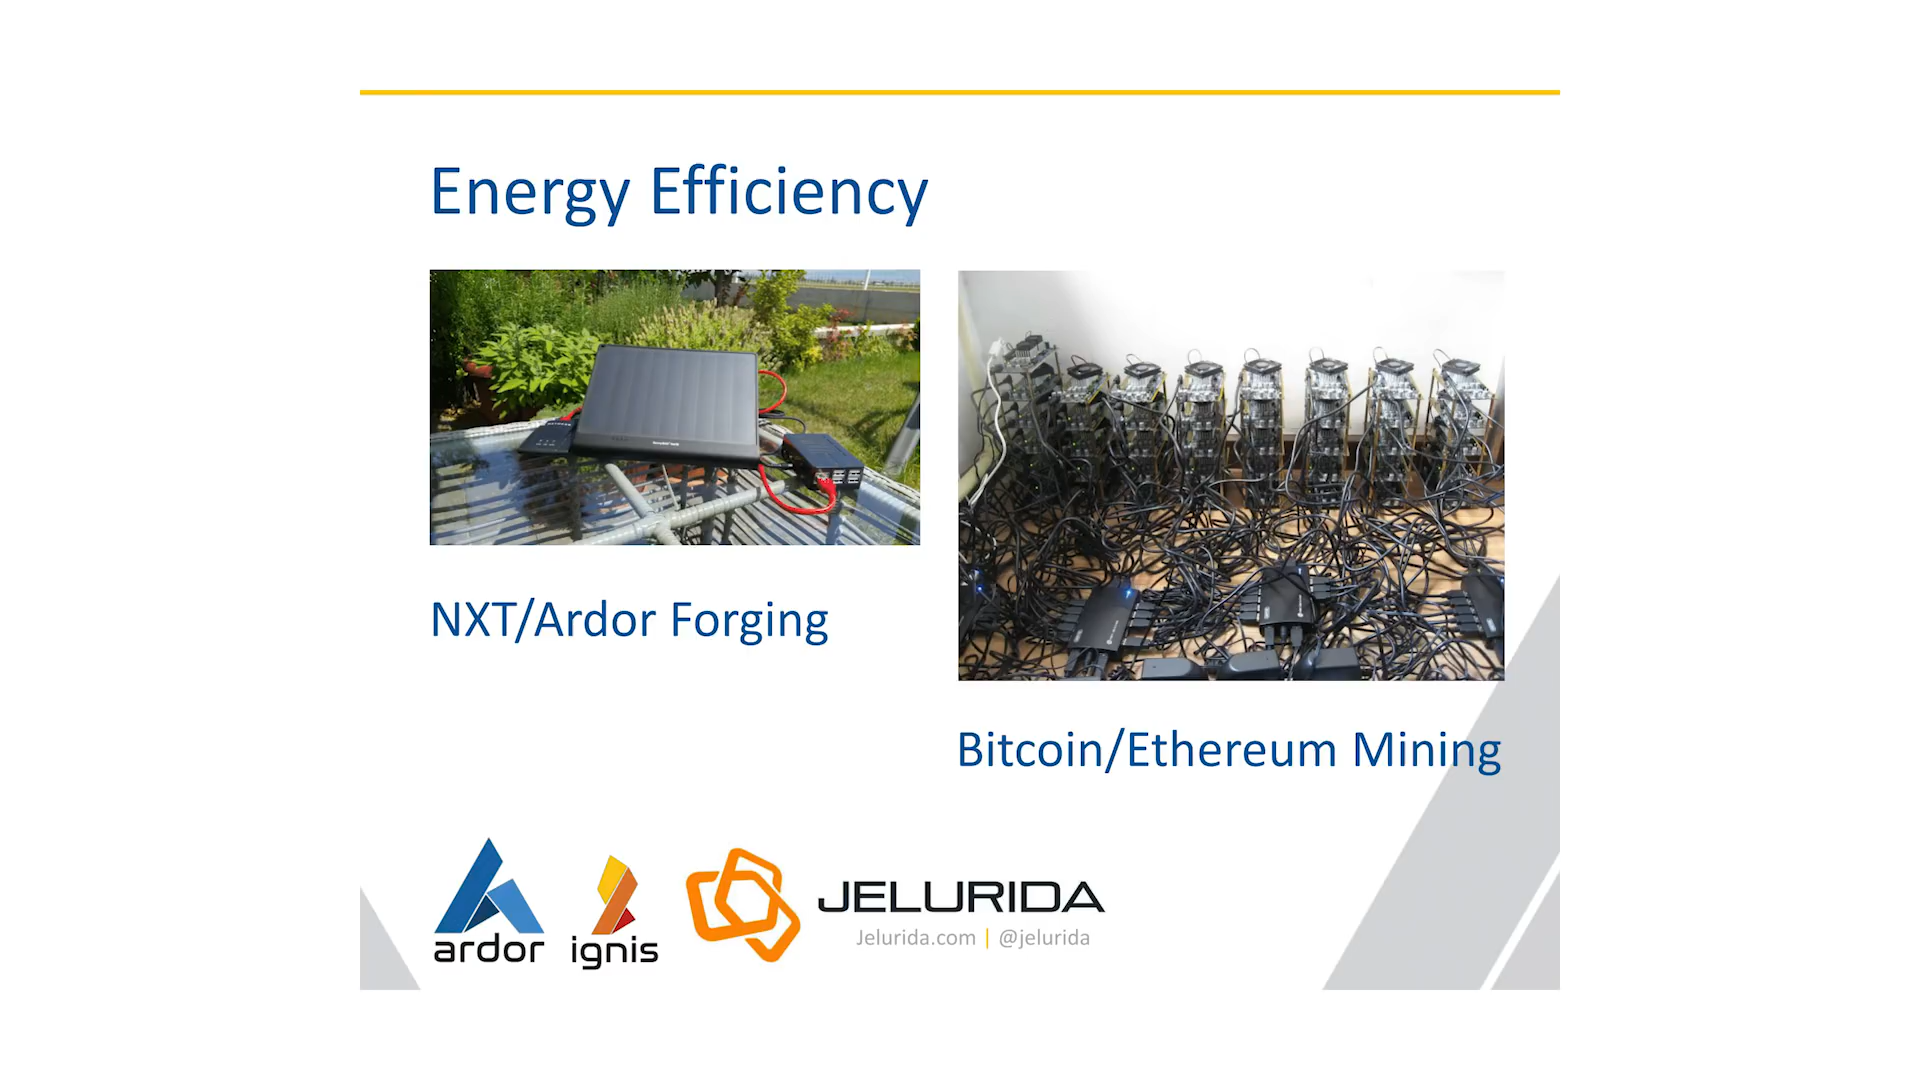 Energy Efficiency
NXT/Ardor Forging
Bitcoin/Ethereum Mining
ardor
ignis
JELURIDA
Jelurida.com | @jelurida